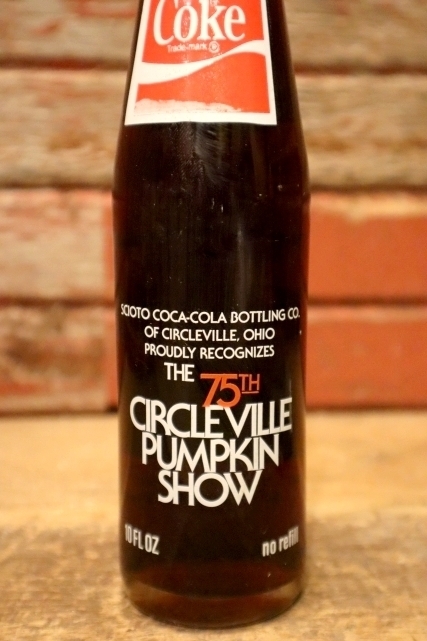 Coke
Trade-mark ®
SCIOTO COCA-COLA BOTTLING CO.
OF CIRCLEVILLE, OHIO
PROUDLY RECOGNIZES
THE 75TH
CIRCLEVILLE
PUMPKIN
SHOW
10 FL OZ no refill